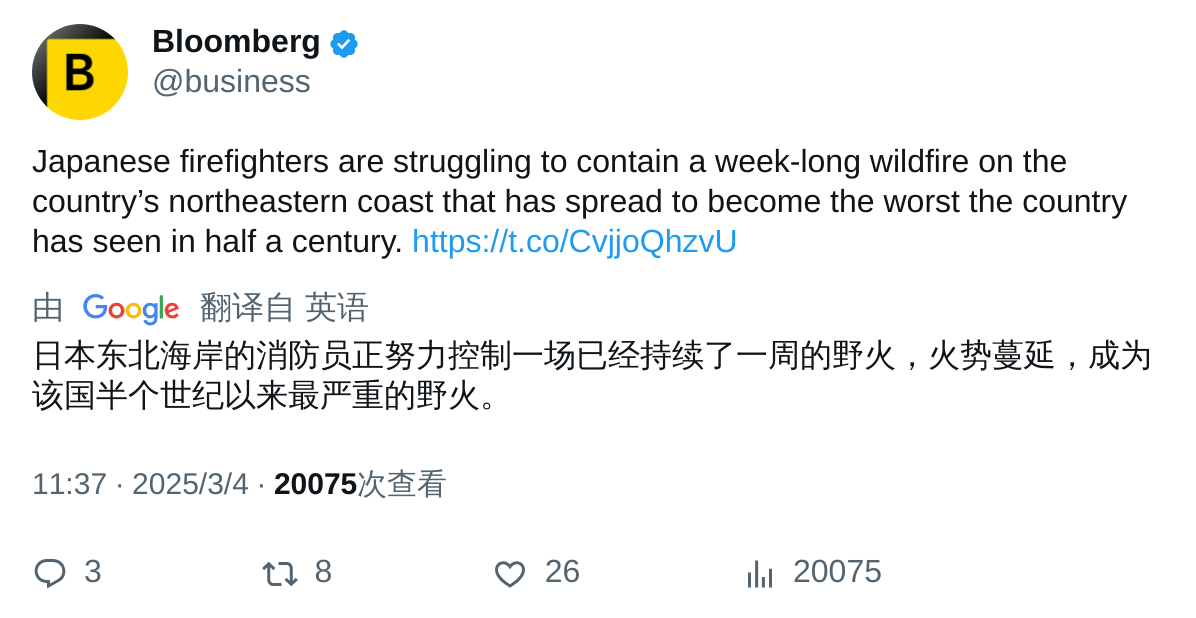 B
Bloomberg
@business
Japanese firefighters are struggling to contain a week-long wildfire on the
country’s northeastern coast that has spread to become the worst the country
has seen in half a century. https://t.co/CvjjoQhzvU
由 Google 翻译自 英语
日本东北海岸的消防员正努力控制一场已经持续了一周的野火，火势蔓延，成为
该国半个世纪以来最严重的野火。
11:37 · 2025/3/4 · 20075次查看
3 8 26 20075